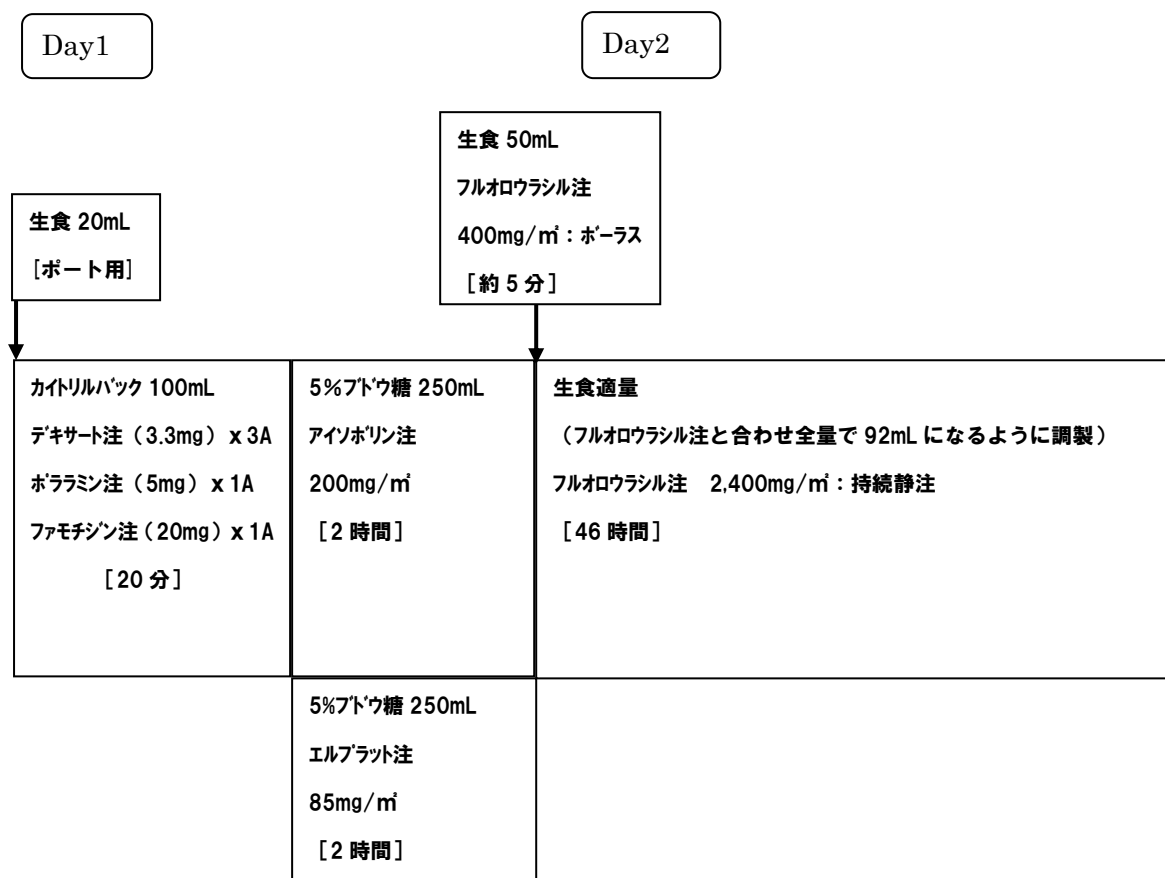 Day1
Day2
生食 50mL
フルオロウラシル注
400mg/㎡：ボーラス
［約 5 分］
生食 20mL
[ポート用]
カイトリルバック 100mL
デキサート注（3.3mg）x 3A
ポララミン注（5mg）x 1A
ファモチジン注（20mg）x 1A
［20 分］
5％ブドウ糖 250mL
アイソボリン注
200mg/㎡
［2 時間］
生食適量
（フルオロウラシル注と合わせ全量で 92mL になるように調製）
フルオロウラシル注　2,400mg/㎡：持続静注
［46 時間］
5%ブドウ糖 250mL
エルプラット注
85mg/㎡
［2 時間］